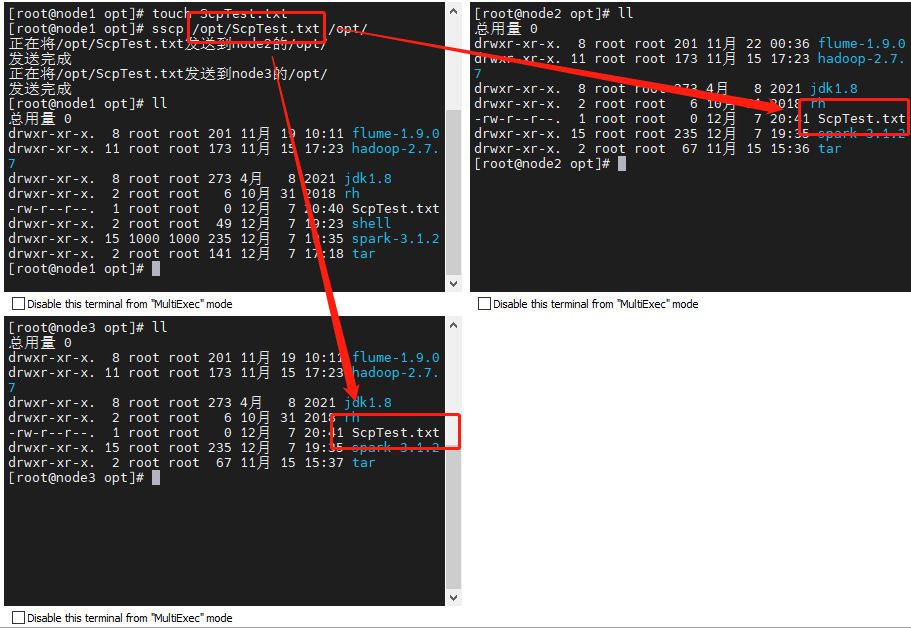 [root@node1 opt]# touch ScpTest.txt
[root@node1 opt]# sscp /opt/ScpTest.txt /opt/
正在将/opt/ScpTest.txt发送到node2的/opt/
发送完成
正在将/opt/ScpTest.txt发送到node3的/opt/
发送完成
[root@node1 opt]# ll
总用量 0
drwxr-xr-x.  8 root root 201 11月 19 10:11 flume-1.9.0
drwxr-xr-x. 11 root root 173 11月 15 17:23 hadoop-2.7.
7
drwxr-xr-x.  8 root root 273 4月   8 2021 jdk1.8
drwxr-xr-x.  2 root root   6 10月 31 2018 rh
-rw-r--r--.  1 root root   0 12月  7 20:40 ScpTest.txt
drwxr-xr-x.  2 root root  49 12月  7 19:23 shell
drwxr-xr-x. 15 1000 1000 235 12月  7 19:35 spark-3.1.2
drwxr-xr-x.  2 root root 141 12月  7 17:18 tar
[root@node1 opt]#
Disable this terminal from "MultiExec" mode
[root@node2 opt]# ll
总用量 0
drwxr-xr-x.  8 root root 201 11月 22 00:36 flume-1.9.0
drwxr-xr-x. 11 root root 173 11月 15 17:23 hadoop-2.7.
7
drwxr-xr-x.  8 root root 273 4月   8 2021 jdk1.8
drwxr-xr-x.  2 root root   6 10月 2018 rh
-rw-r--r--.  1 root root   0 12月  7 20:41 ScpTest.txt
drwxr-xr-x. 15 root root 235 12月  7 19:35 spark-3.1.2
drwxr-xr-x.  2 root root  67 11月 15 15:36 tar
[root@node2 opt]#
Disable this terminal from "MultiExec" mode
[root@node3 opt]# ll
总用量 0
drwxr-xr-x.  8 root root 201 11月 19 10:11 flume-1.9.0
drwxr-xr-x. 11 root root 173 11月 15 17:23 hadoop-2.7.
7
drwxr-xr-x.  8 root root 273 4月   8 2021 jdk1.8
drwxr-xr-x.  2 root root   6 10月 31 2018 rh
-rw-r--r--.  1 root root   0 12月  7 20:41 ScpTest.txt
drwxr-xr-x. 15 root root 235 12月  7 19:35 spark-3.1.2
drwxr-xr-x.  2 root root  67 11月 15 15:37 tar
[root@node3 opt]#
Disable this terminal from "MultiExec" mode